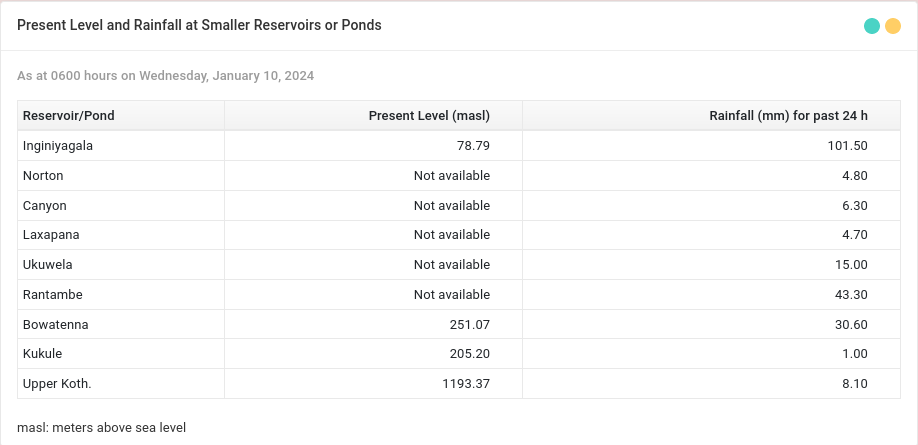 Present Level and Rainfall at Smaller Reservoirs or Ponds
As at 0600 hours on Wednesday, January 10, 2024
Reservoir/Pond Present Level (masl) Rainfall (mm) for past 24 h
Inginiyagala 78.79 101.50
Norton Not available 4.80
Canyon Not available 6.30
Laxapana Not available 4.70
Ukuwela Not available 15.00
Rantambe Not available 43.30
Bowatenna 251.07 30.60
Kukule 205.20 1.00
Upper Koth. 1193.37 8.10
masl: meters above sea level